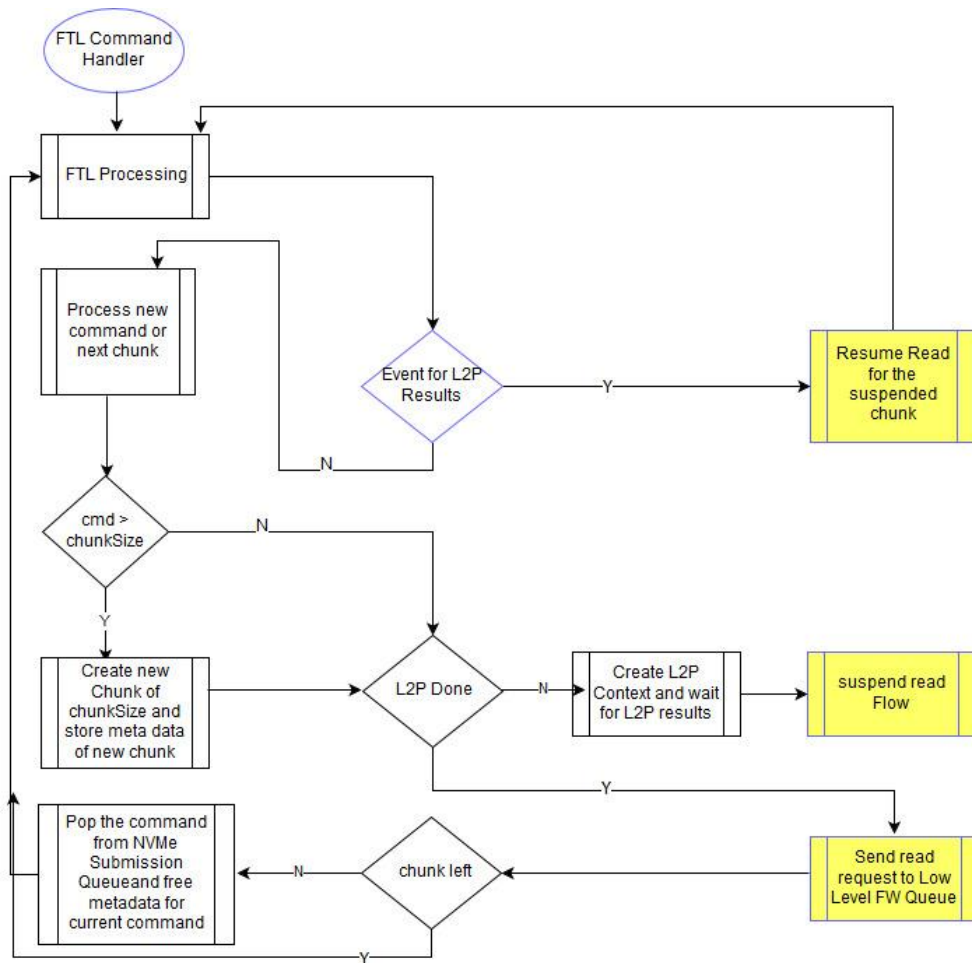 FTL Command
Handler
FTL Processing
Process new
command or
next chunk
Event for L2P
Results
Y
Resume Read
for the
suspended
chunk
N
cmd >
chunkSize
N
Y
Create new
Chunk of
chunkSize and
store meta data
of new chunk
L2P Done
N
Create L2P
Context and wait
for L2P results
suspend read
Flow
Y
Pop the command
from NVMe
Submission
Queueand free
metadata for
current command
N
chunk left
Send read
request to Low
Level FW Queue
Y